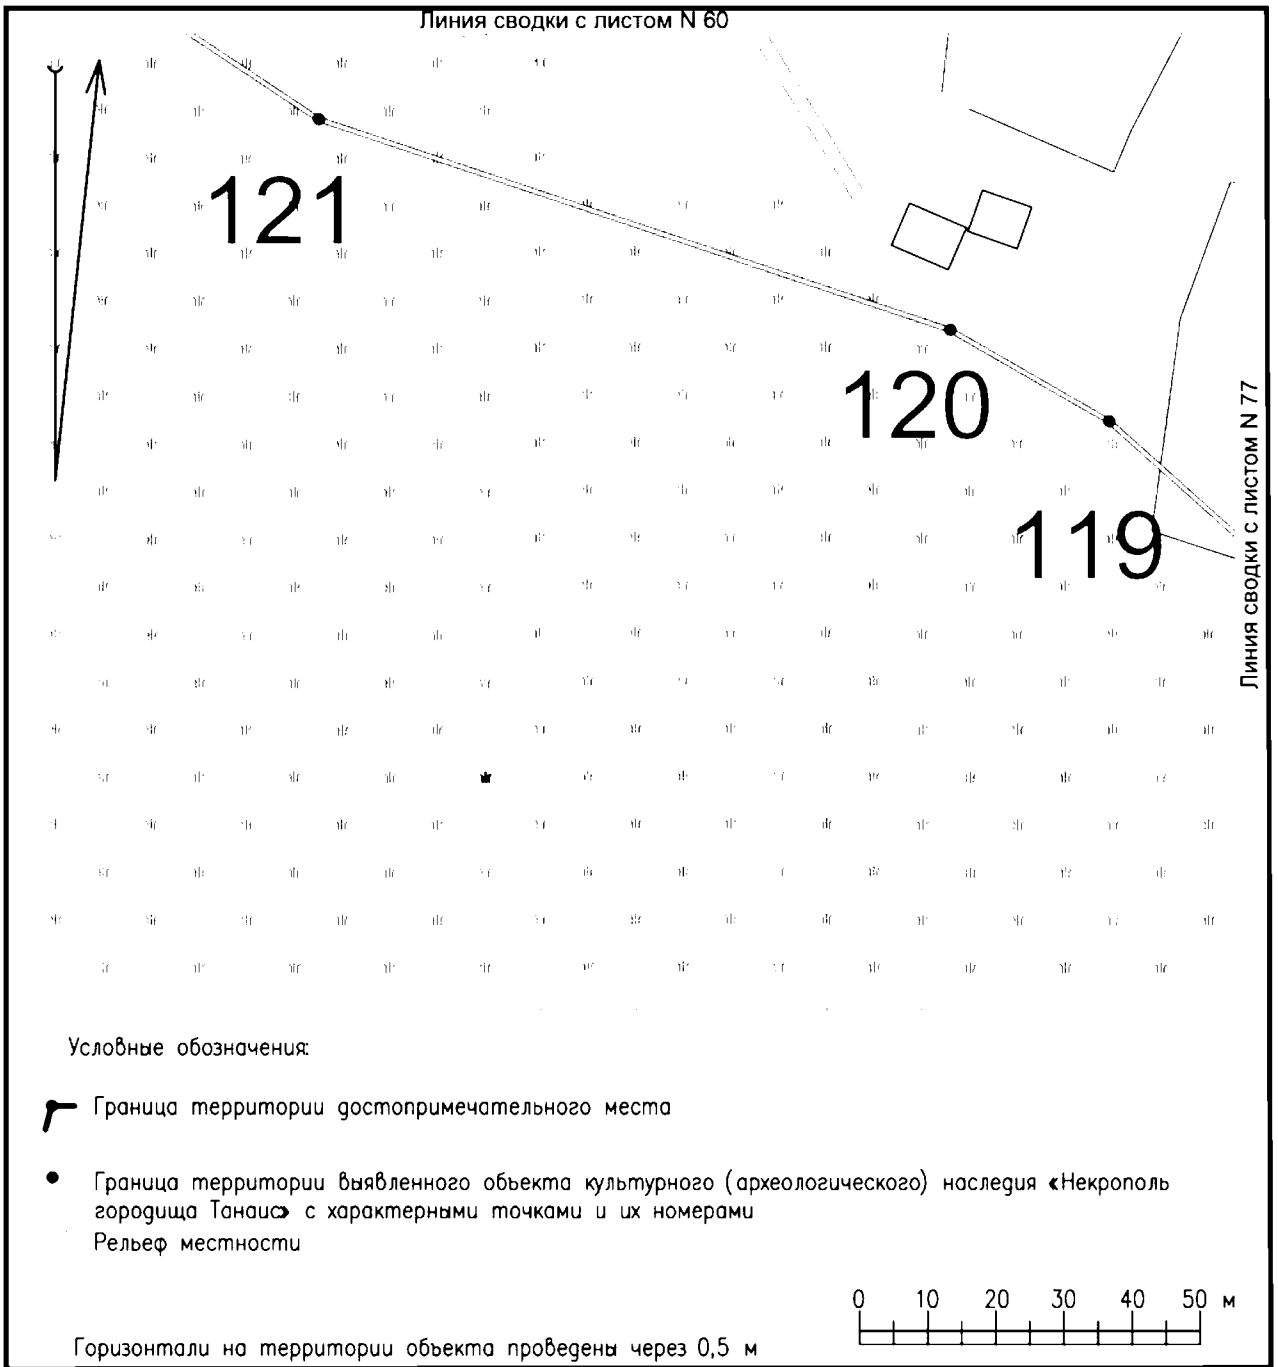 Линия сводки с листом N 60
121
120
119
Линия сводки с листом N 77
Условные обозначения:
Граница территории достопримечательного места
Граница территории выявленного объекта культурного (археологического) наследия «Некрополь
городища Танаис» с характерными точками и их номерами
Рельеф местности
0 10 20 30 40 50 м
Горизонтали на территории объекта проведены через 0,5 м